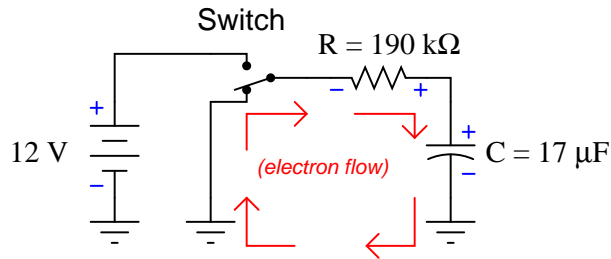 Switch
R = 190 kΩ
+
− +
+
12 V
(electron flow)
C = 17 µF
−
−